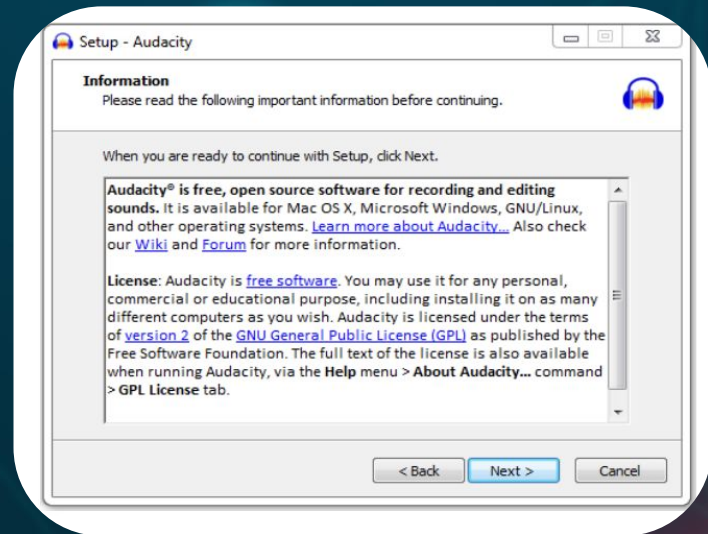 Setup - Audacity
Information
Please read the following important information before continuing.
When you are ready to continue with Setup, click Next.
Audacity® is free, open source software for recording and editing
sounds. It is available for Mac OS X, Microsoft Windows, GNU/Linux,
and other operating systems. Learn more about Audacity... Also check
our Wiki and Forum for more information.
License: Audacity is free software. You may use it for any personal,
commercial or educational purpose, including installing it on as many
different computers as you wish. Audacity is licensed under the terms
of version 2 of the GNU General Public License (GPL) as published by the
Free Software Foundation. The full text of the license is also available
when running Audacity, via the Help menu > About Audacity... command
> GPL License tab.
< Back Next > Cancel